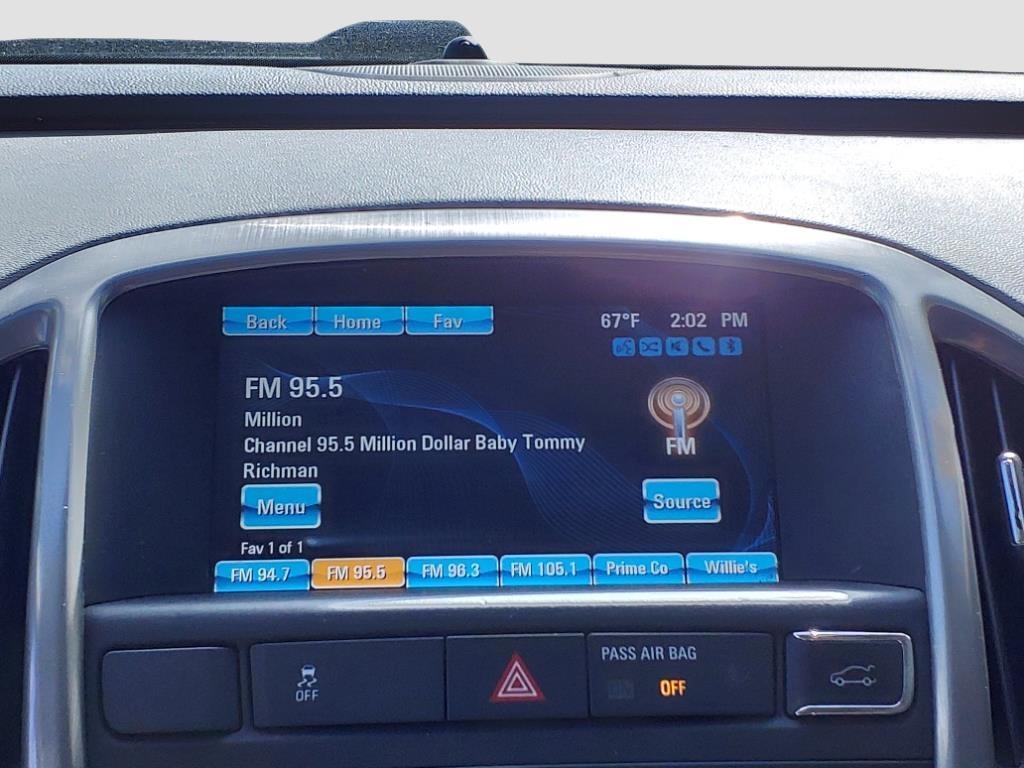 Back Home Fav 67°F 2:02 PM
FM 95.5
Million
Channel 95.5 Million Dollar Baby Tommy
Richman
FM
Menu Source
Fav 1 of 1
FM 94.7 FM 95.5 FM 96.3 FM 105.1 Prime Co Willie's
PASS AIR BAG
OFF ON OFF